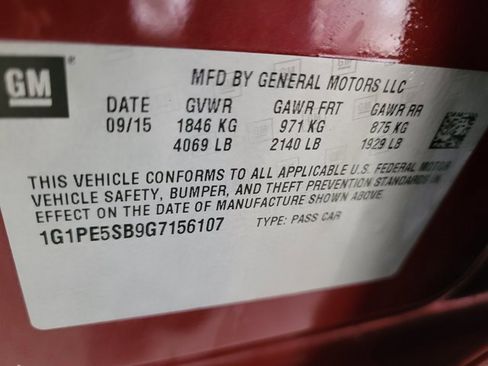 GM
MFD BY GENERAL MOTORS LLC
DATE GVWR GAWR FRT GAWR RR
09/15 1846 KG 971 KG 875 KG
4069 LB 2140 LB 1929 LB
THIS VEHICLE CONFORMS TO ALL APPLICABLE U.S. FEDERAL MOTOR
VEHICLE SAFETY, BUMPER, AND THEFT PREVENTION STANDARDS IN
EFFECT ON THE DATE OF MANUFACTURE SHOWN ABOVE.
1G1PE5SB9G7156107 TYPE: PASS CAR